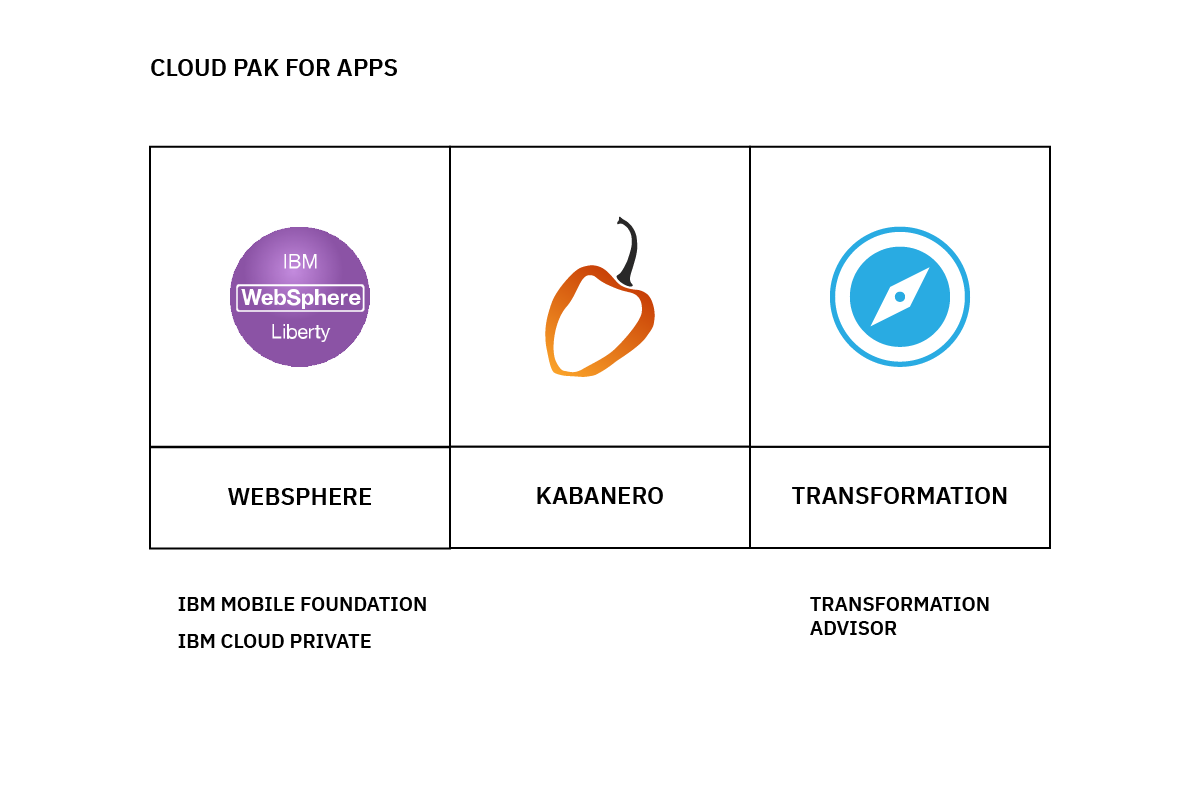 CLOUD PAK FOR APPS
IBM
WebSphere
Liberty
WEBSPHERE
KABANERO
TRANSFORMATION
IBM MOBILE FOUNDATION
IBM CLOUD PRIVATE
TRANSFORMATION
ADVISOR